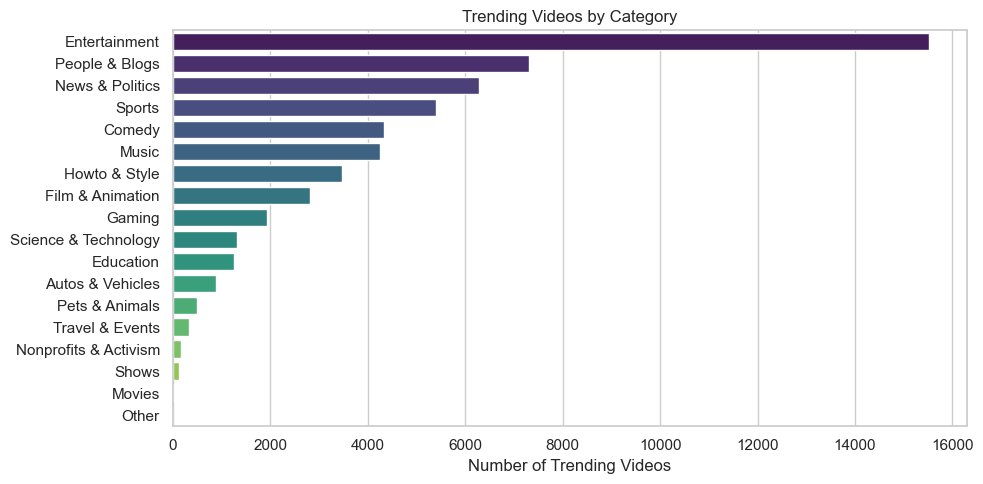 Trending Videos by Category
Entertainment
People & Blogs
News & Politics
Sports
Comedy
Music
Howto & Style
Film & Animation
Gaming
Science & Technology
Education
Autos & Vehicles
Pets & Animals
Travel & Events
Nonprofits & Activism
Shows
Movies
Other
0 2000 4000 6000 8000 10000 12000 14000 16000
Number of Trending Videos